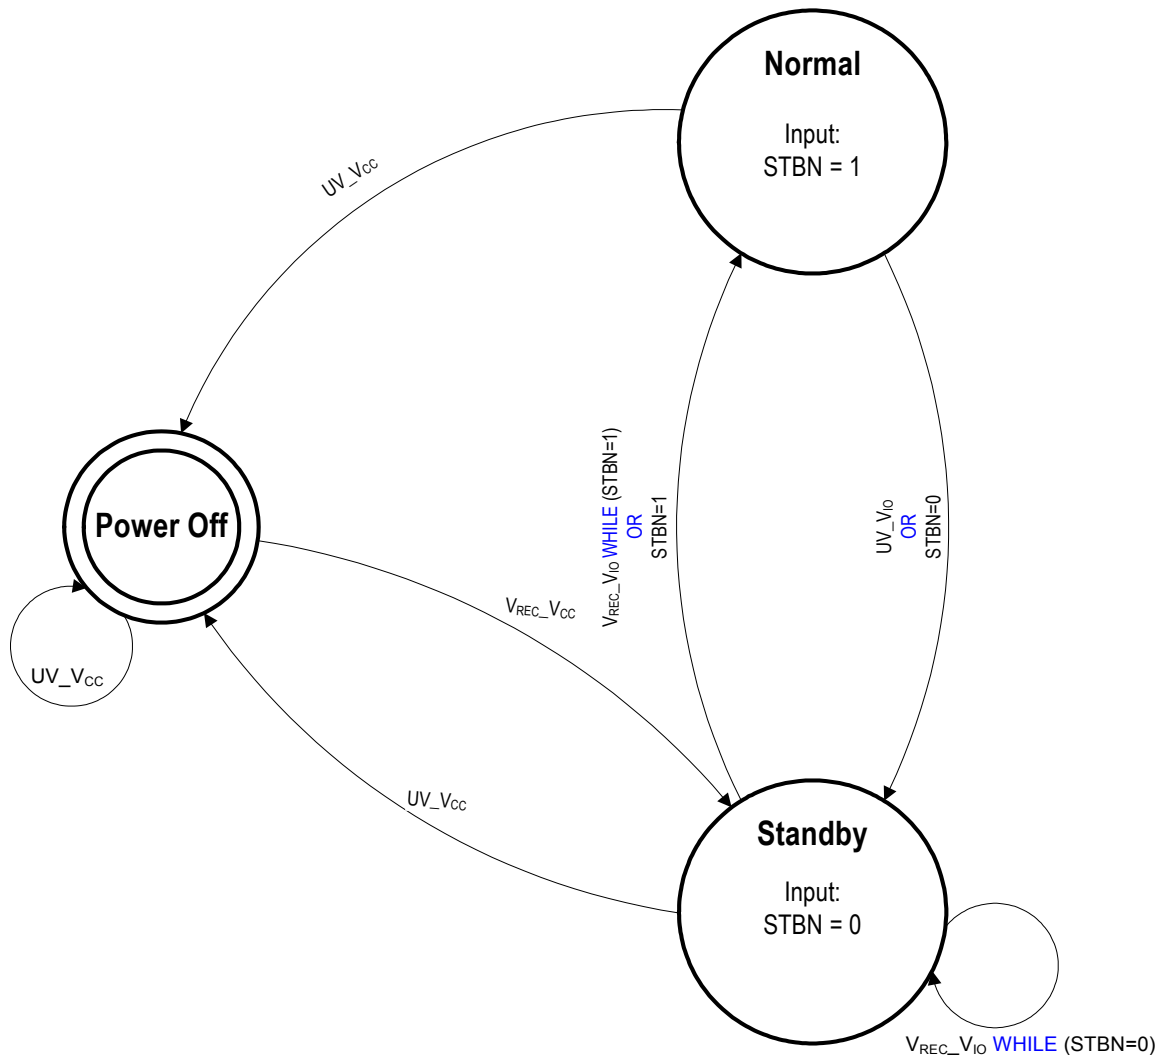 Normal
Input:
STBN = 1
UV_VCC
VREC_VIO WHILE (STBN=1)
OR
STBN=1
UV_VIO
OR
STBN=0
Power Off
UV_VCC
VREC_VCC
UV_VCC
Standby
Input:
STBN = 0
VREC_VIO WHILE (STBN=0)